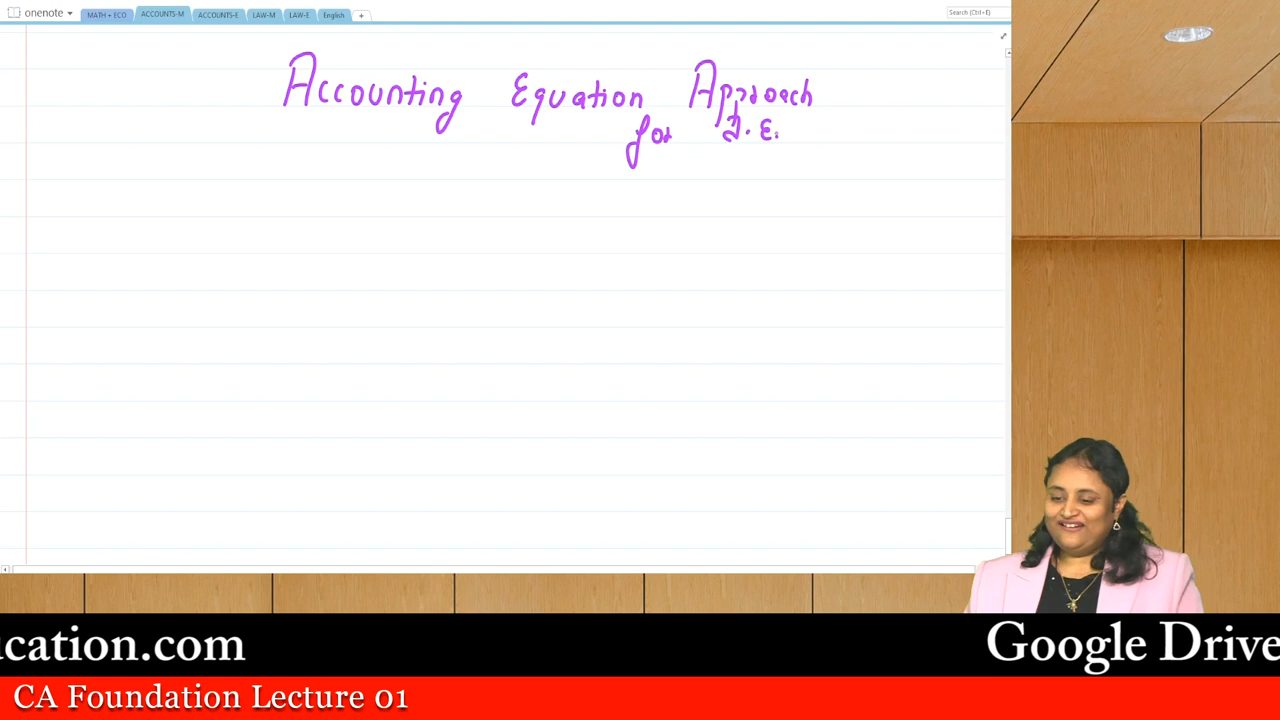 onenote
MATH + ECO
ACCOUNTS-M
ACCOUNTS-E
LAW-M
LAW-E
English
+
Search (Ctrl+E)
Accounting Equation Approach
for J.E.
ucation.com
Google Drive
CA Foundation Lecture 01